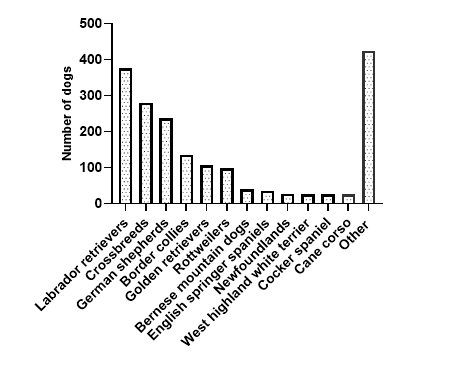 Number of dogs
500
400
300
200
100
0
Labrador retrievers
Crossbreeds
German shepherds
Border collies
Golden retrievers
Rottweilers
Bernese mountain dogs
English springer spaniels
Newfoundlands
West highland white terrier
Cocker spaniel
Cane corso
Other